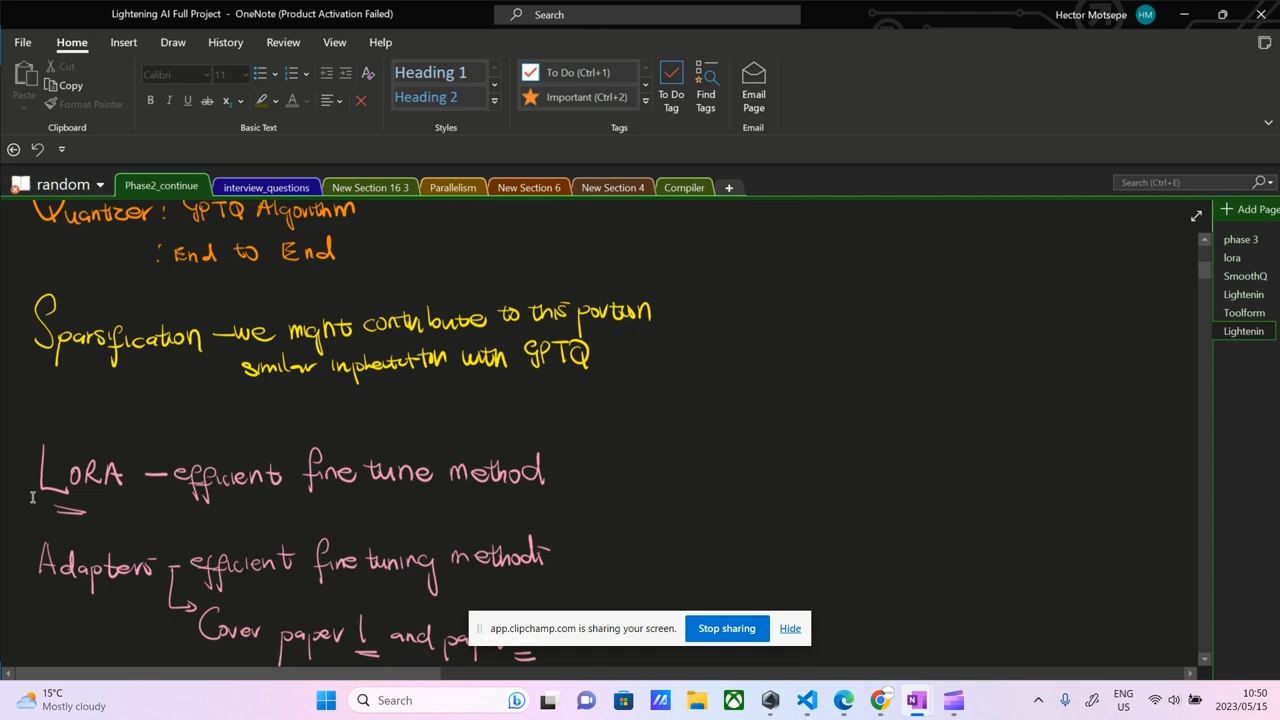 Lightening AI Full Project - OneNote (Product Activation Failed)
Search
Hector Motsepe
HM
File Home Insert Draw History Review View Help
Paste
Cut
Copy
Format Painter
Clipboard
Calibri 11
Basic Text
Heading 1
Heading 2
Styles
To Do (Ctrl+1)
Important (Ctrl+2)
To Do Tag
Find Tags
Tags
Email Page
Email
random
Phase2_continue interview_questions New Section 16 3 Parallelism New Section 6 New Section 4 Compiler
Search (Ctrl+E)
Add Page
phase 3
lora
SmoothQ
Lightenin
Toolform
Lightenin
Quantizer: GPTQ Algorithm
: End to End
Sparsification - we might contribute to this portion
similar with GPTQ
LORA - efficient fine tune method
Adapters - efficient fine tuning methods
Cover paper 1 and
app.clipchamp.com is sharing your screen. Stop sharing Hide
15°C
Mostly cloudy
Search
ENG
US
10:50
2023/05/15